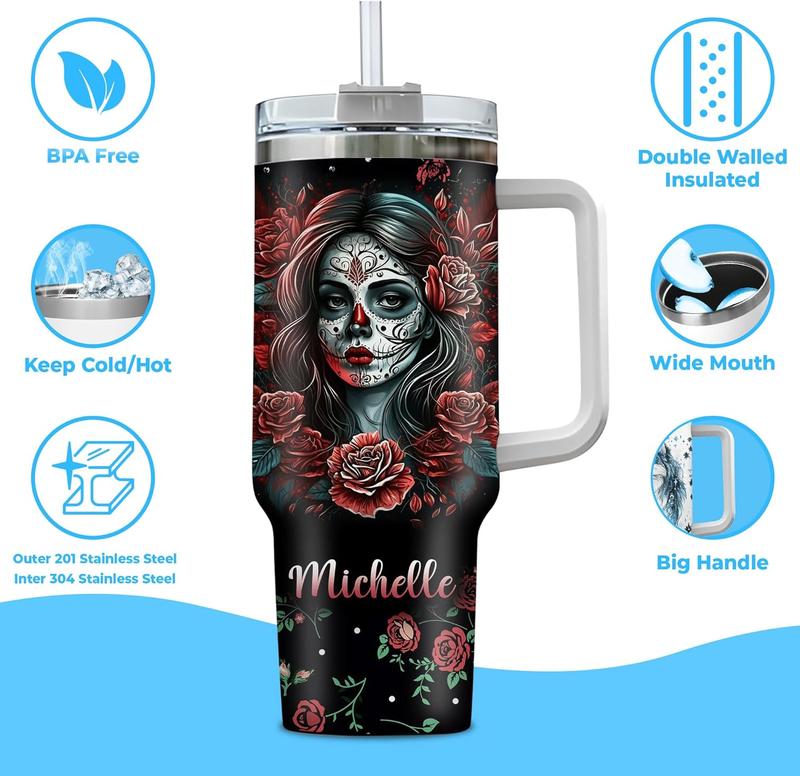 BPA Free
Double Walled
Insulated
Keep Cold/Hot
Wide Mouth
Outer 201 Stainless Steel
Inter 304 Stainless Steel
Big Handle
Michelle